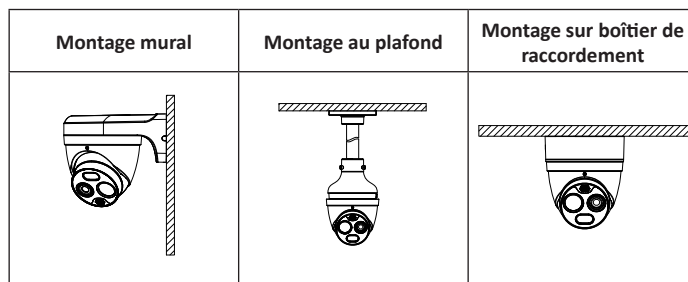 Montage mural
Montage au plafond
Montage sur boîtier de
raccordement